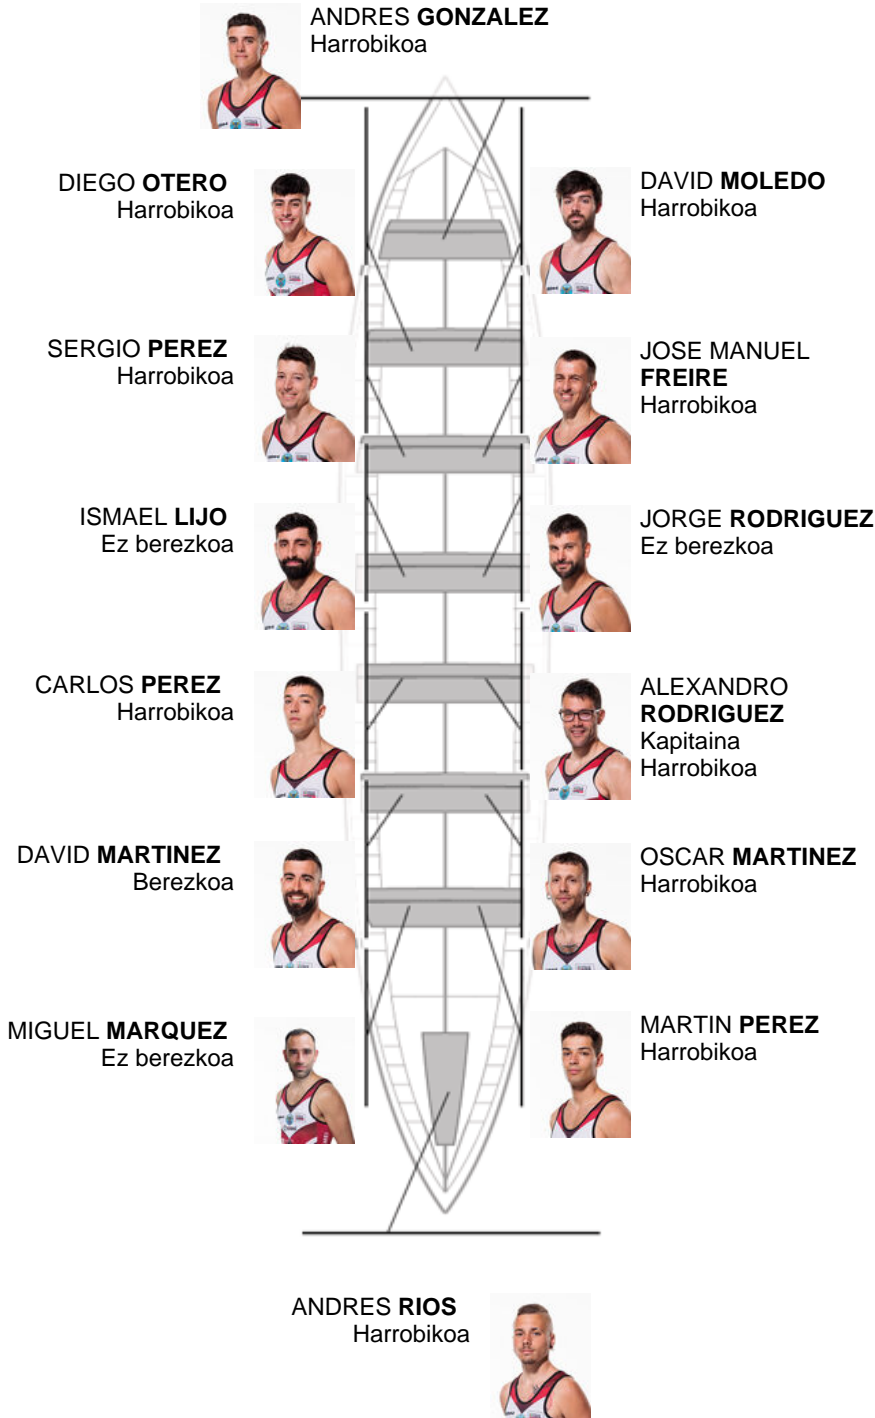 ANDRES GONZALEZ
Harrobikoa
DIEGO OTERO
Harrobikoa
DAVID MOLEDO
Harrobikoa
SERGIO PEREZ
Harrobikoa
JOSE MANUEL
FREIRE
Harrobikoa
ISMAEL LIJO
Ez berezkoa
JORGE RODRIGUEZ
Ez berezkoa
CARLOS PEREZ
Harrobikoa
ALEXANDRO
RODRIGUEZ
Kapitaina
Harrobikoa
DAVID MARTINEZ
Berezkoa
OSCAR MARTINEZ
Harrobikoa
MIGUEL MARQUEZ
Ez berezkoa
MARTIN PEREZ
Harrobikoa
ANDRES RIOS
Harrobikoa